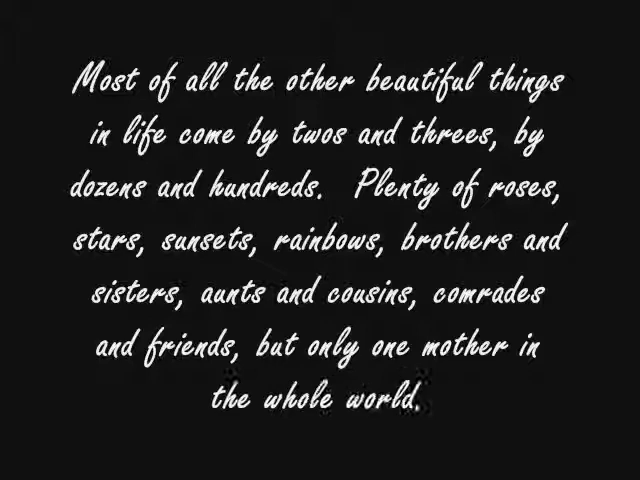 Most of all the other beautiful things
in life come by twos and threes, by
dozens and hundreds. Plenty of roses,
stars, sunsets, rainbows, brothers and
sisters, aunts and cousins, comrades
and friends, but only one mother in
the whole world.